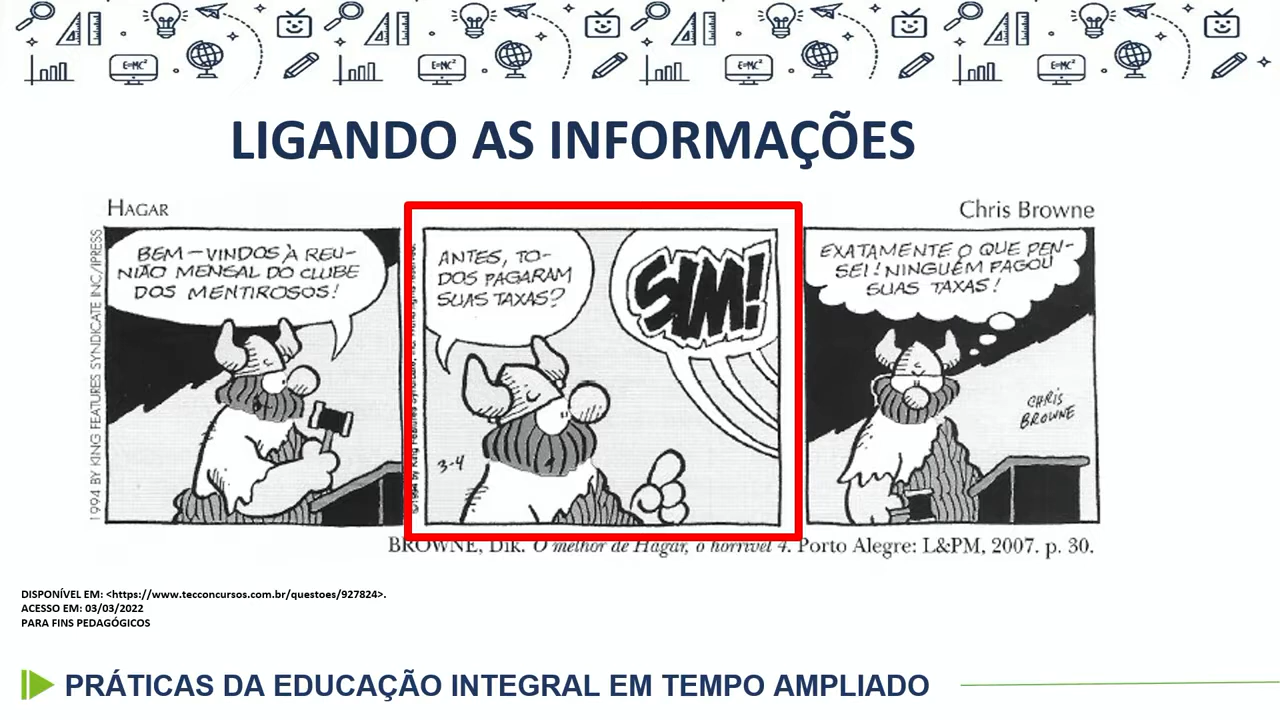 E=MC²
E=MC²
E=MC²
E=MC²
LIGANDO AS INFORMAÇÕES
HAGAR
Chris Browne
1994 BY KING FEATURES SYNDICATE INC/IPRESS
BEM-VINDOS À REU-
NIÃO MENSAL DO CLUBE
DOS MENTIROSOS!
ANTES, TO-
DOS PAGARAM
SUAS TAXAS?
SIM!
3-4
EXATAMENTE O QUE PEN-
SEI! NINGUÉM PAGOU
SUAS TAXAS!
CHRIS
BROWNE
BROWNE, Dik. O melhor de Hagar, o horrível 4. Porto Alegre: L&PM, 2007. p. 30.
DISPONÍVEL EM: <https://www.tecconcursos.com.br/questoes/927824>.
ACESSO EM: 03/03/2022
PARA FINS PEDAGÓGICOS
PRÁTICAS DA EDUCAÇÃO INTEGRAL EM TEMPO AMPLIADO